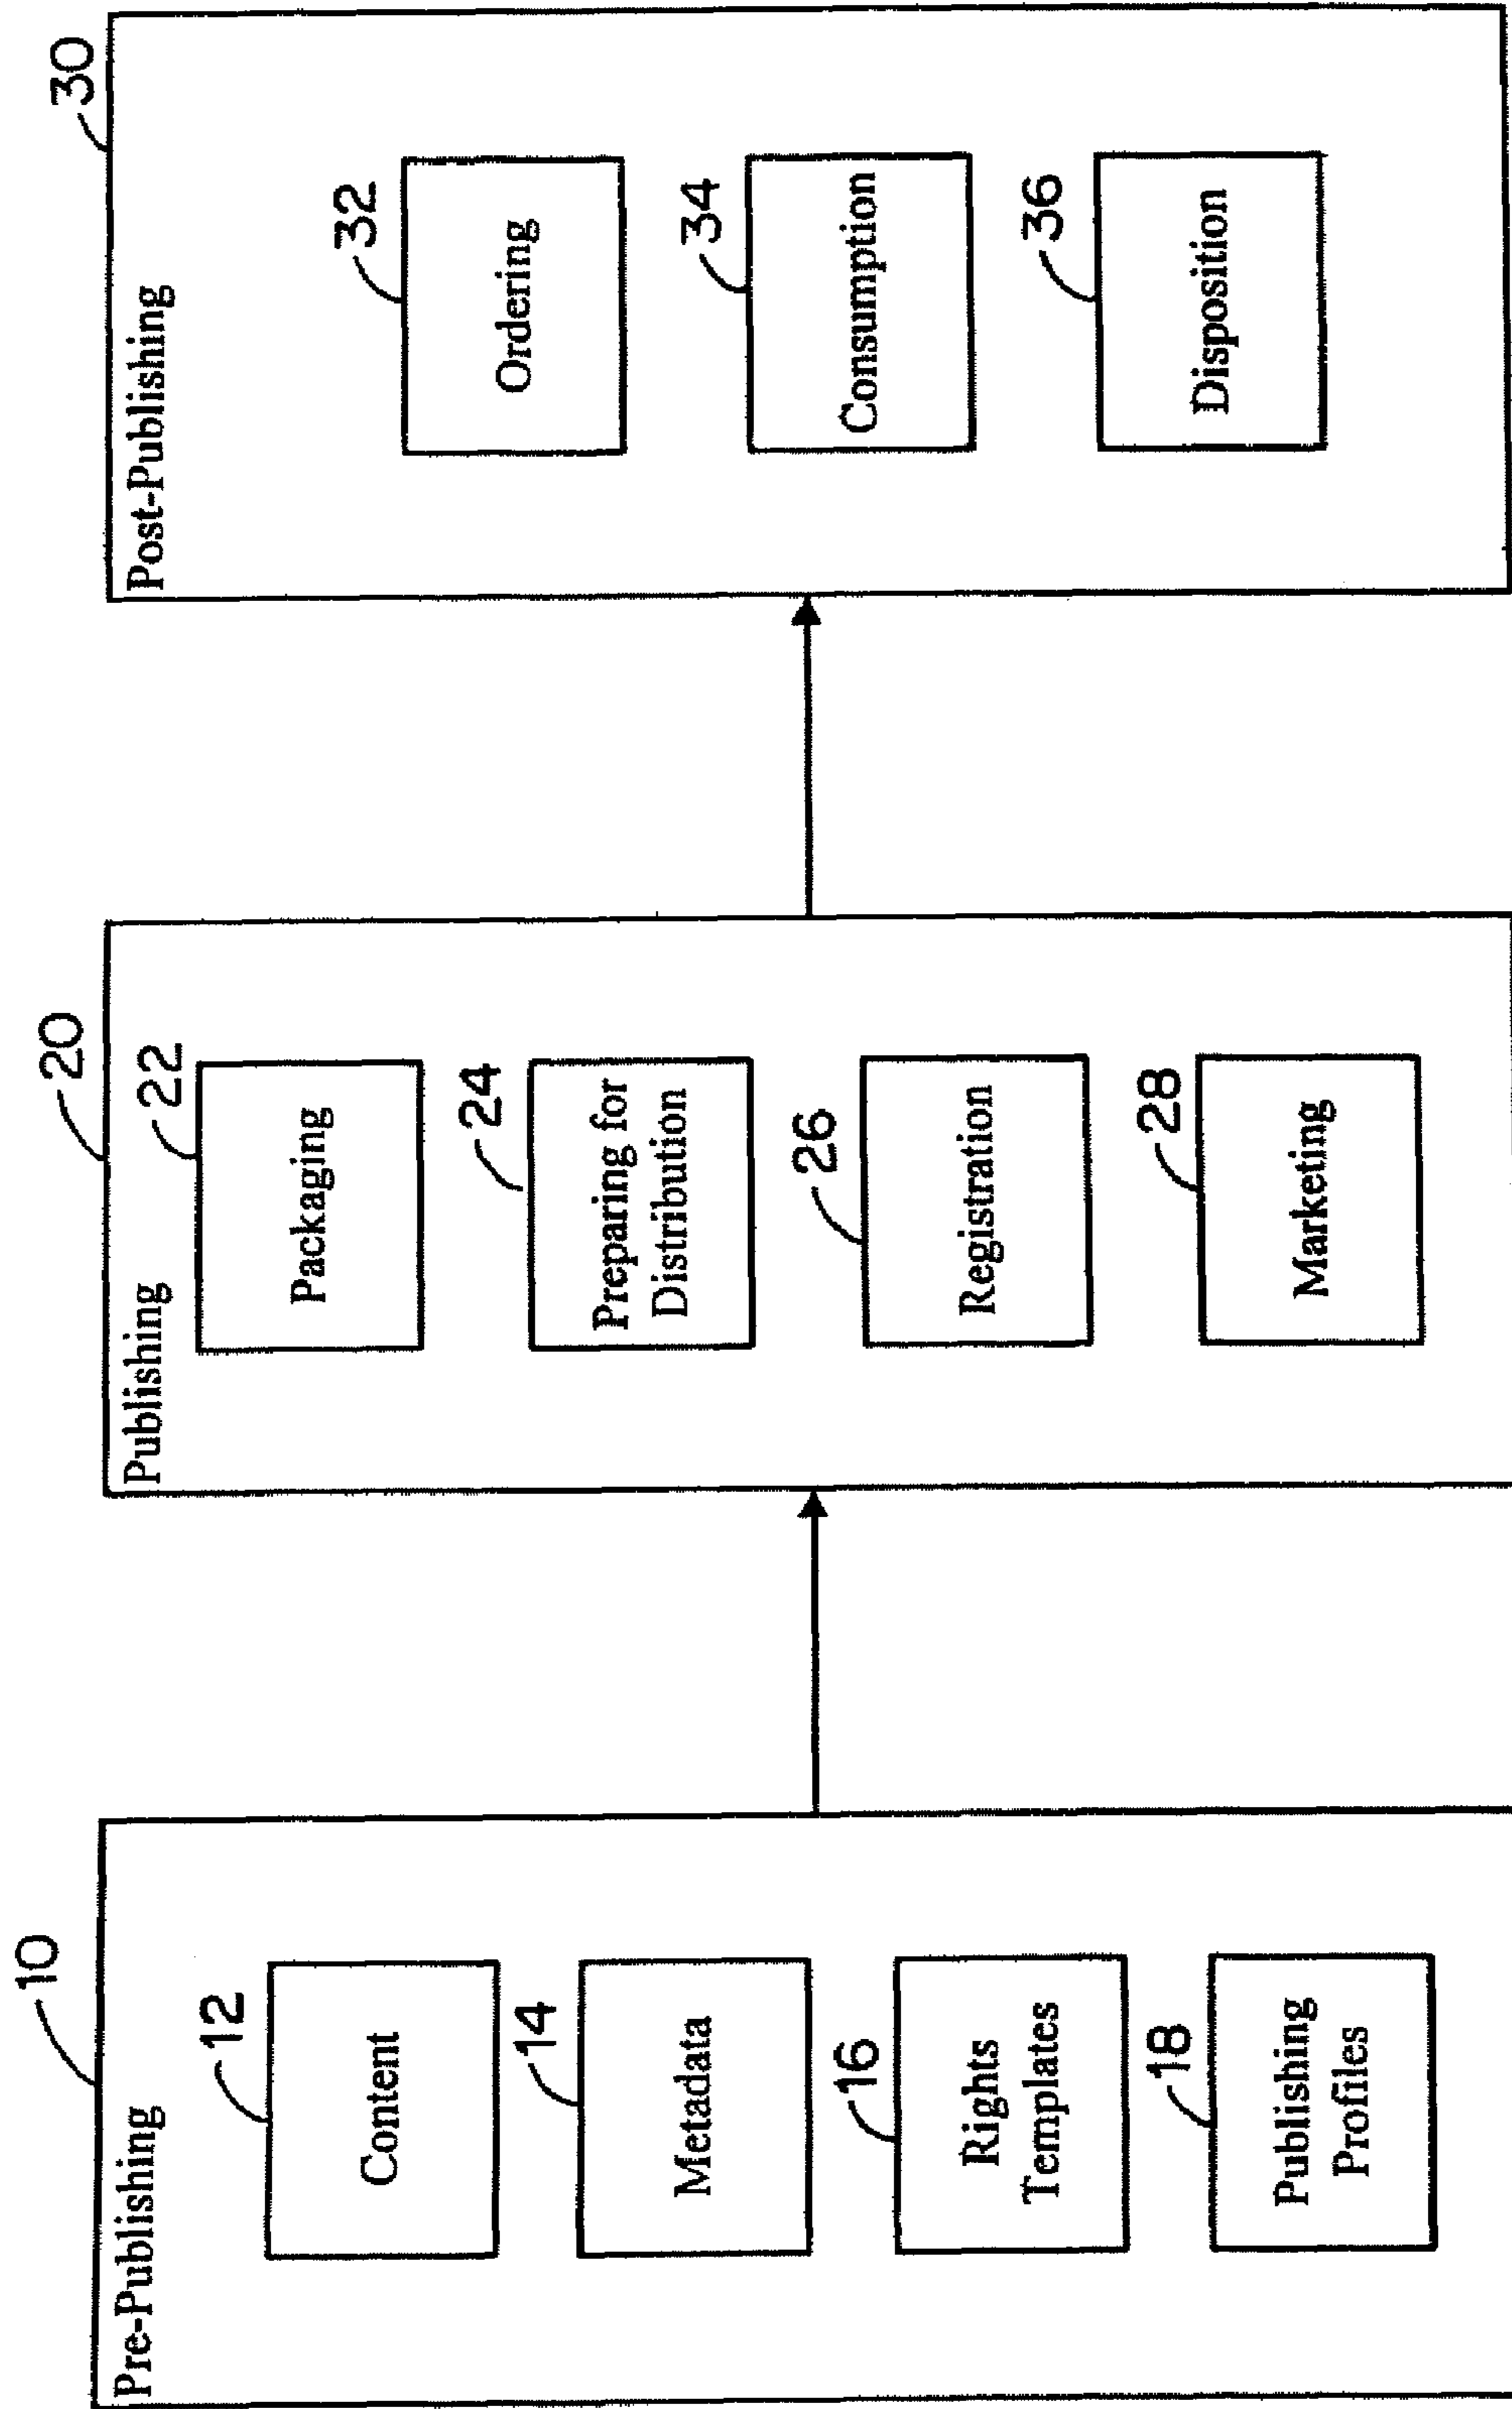 10
Pre-Publishing
12
Content
14
Metadata
16
Rights
Templates
18
Publishing
Profiles
20
Publishing
22
Packaging
24
Preparing for
Distribution
26
Registration
28
Marketing
30
Post-Publishing
32
Ordering
34
Consumption
36
Disposition